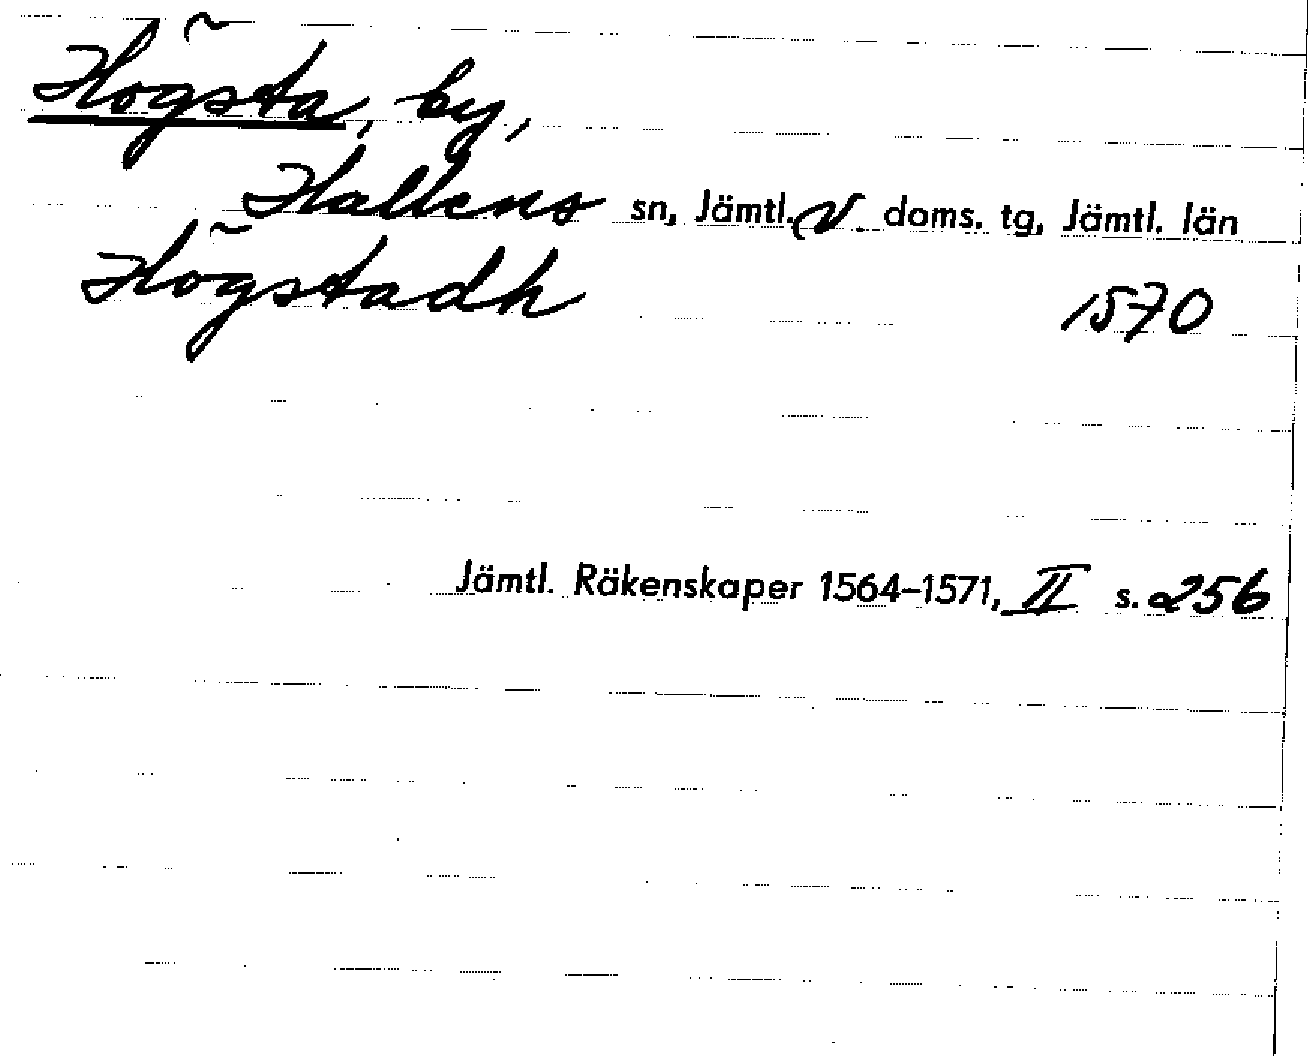 Högsta, by,
Hallens sn, Jämtl. V. doms. tg, Jämtl. län
Högstadh 1570
Jämtl. Räkenskaper 1564–1571, II s. 256